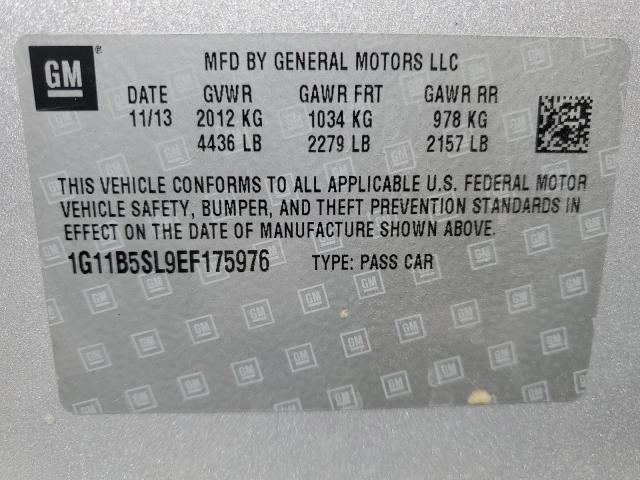 GM ®
MFD BY GENERAL MOTORS LLC
DATE GVWR GAWR FRT GAWR RR
11/13 2012 KG 1034 KG 978 KG
4436 LB 2279 LB 2157 LB
THIS VEHICLE CONFORMS TO ALL APPLICABLE U.S. FEDERAL MOTOR
VEHICLE SAFETY, BUMPER, AND THEFT PREVENTION STANDARDS IN
EFFECT ON THE DATE OF MANUFACTURE SHOWN ABOVE.
1G11B5SL9EF175976 TYPE: PASS CAR